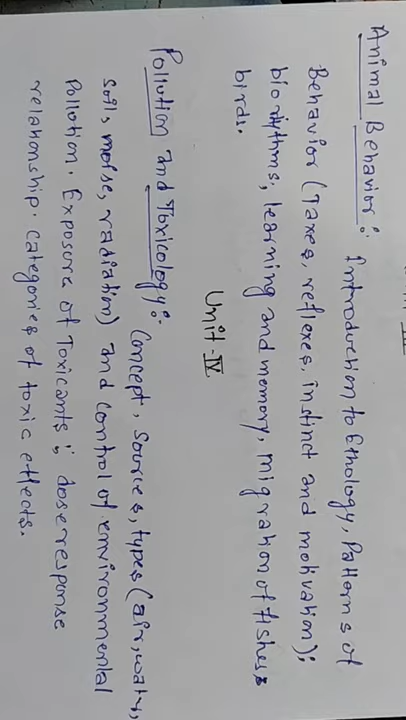 Animal Behavior: Introduction to Ethology, Patterns of
Behavior (Taxes, reflexes, instinct and motivation);
biorhythms, learning and memory, migration of fishes &
birds.
Unit - IV
Pollution and Toxicology:- Concept, Sources, types (air, water,
soil, noise, radiation) and control of environmental
Pollution. Exposure of Toxicants; dose response
relationship. Categories of toxic effects.